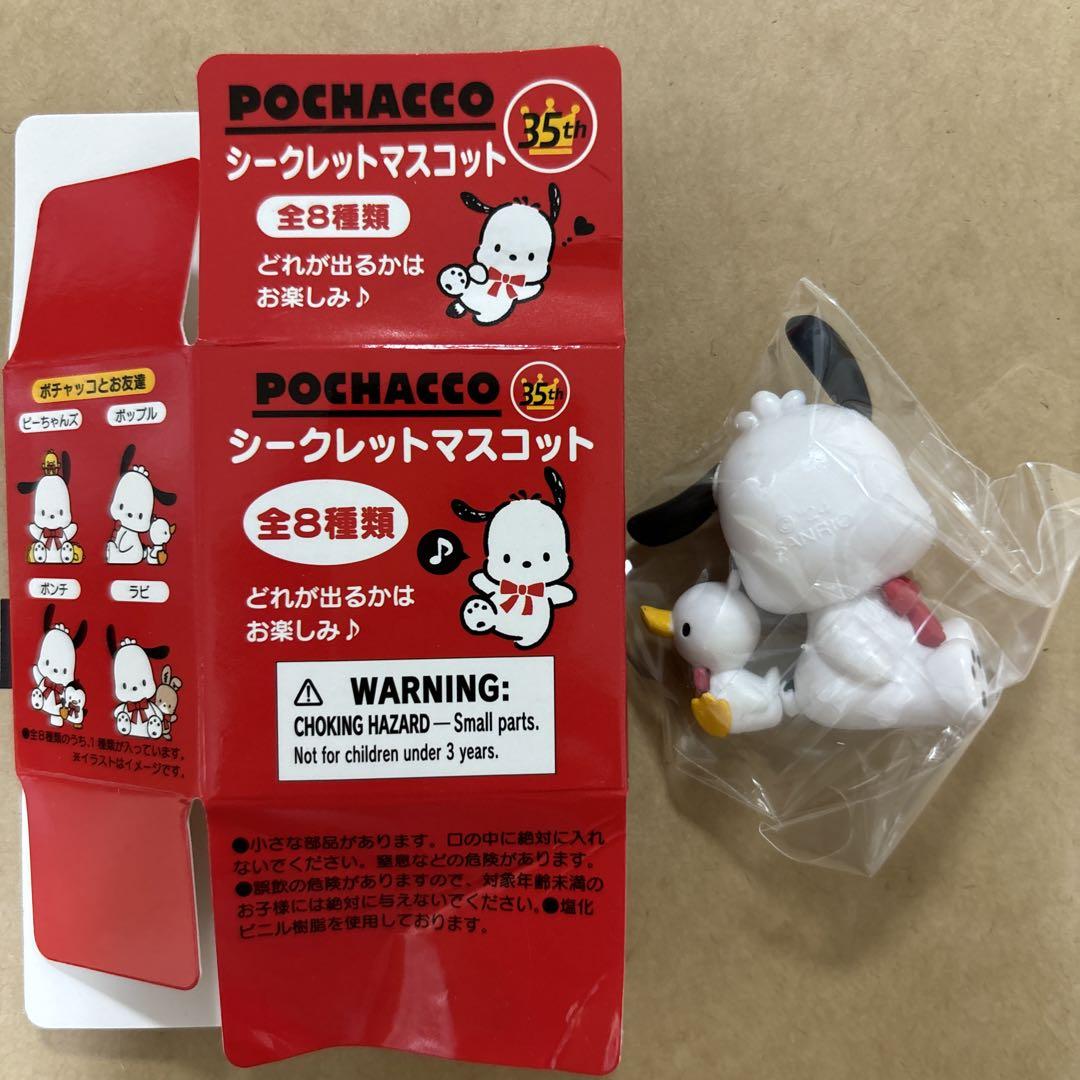 POCHACCO
35th
シークレットマスコット
全8種類
どれが出るかは
お楽しみ♪
POCHACCO
35th
シークレットマスコット
全8種類
どれが出るかは
お楽しみ♪
WARNING:
CHOKING HAZARD — Small parts.
Not for children under 3 years.
●小さな部品があります。口の中に絶対に入れ
ないでください。窒息などの危険があります。
●誤飲の危険がありますので、対象年齢未満の
お子様には絶対に与えないでください。●塩化
ビニル樹脂を使用しております。
ポチャッコとお友達
ピーちゃんズ
ポップル
ポンチ
ラビ
●全8種類のうち、1種類が入っています。
※イラストはイメージです。
© SANRIO